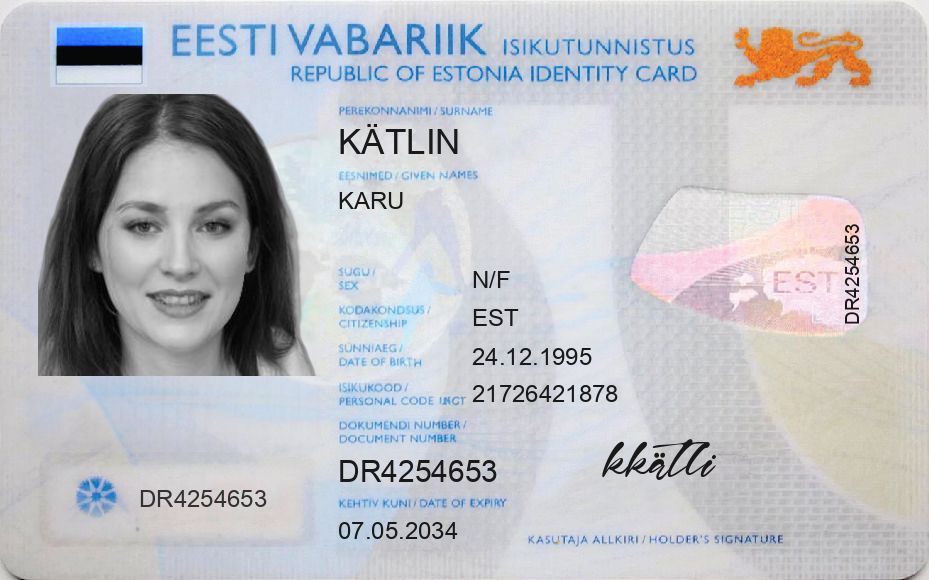 EESTI VABARIIK ISIKUTUNNISTUS
REPUBLIC OF ESTONIA IDENTITY CARD
PEREKONNANIMI / SURNAME
KÄTLIN
EESNIMED / GIVEN NAMES
KARU
SUGU /
SEX
N/F
KODAKONDSUS /
CITIZENSHIP
EST
SÜNNIAEG /
DATE OF BIRTH
24.12.1995
ISIKUKOOD /
PERSONAL CODE
21726421878
DOKUMENDI NUMBER /
DOCUMENT NUMBER
DR4254653
KEHTIV KUNI / DATE OF EXPIRY
07.05.2034
DR4254653
EST
DR4254653
kkätli
KASUTAJA ALLKIRI / HOLDER'S SIGNATURE